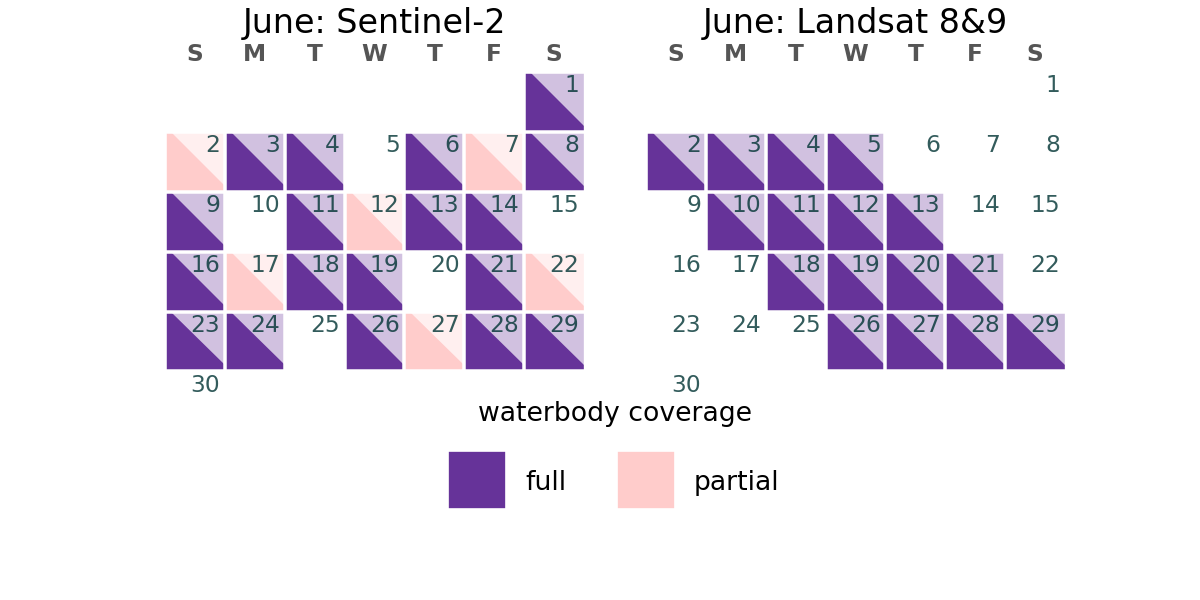 June: Sentinel-2
S M T W T F S
1
2 3 4 5 6 7 8
9 10 11 12 13 14 15
16 17 18 19 20 21 22
23 24 25 26 27 28 29
30
June: Landsat 8&9
S M T W T F S
1
2 3 4 5 6 7 8
9 10 11 12 13 14 15
16 17 18 19 20 21 22
23 24 25 26 27 28 29
30
waterbody coverage
full
partial